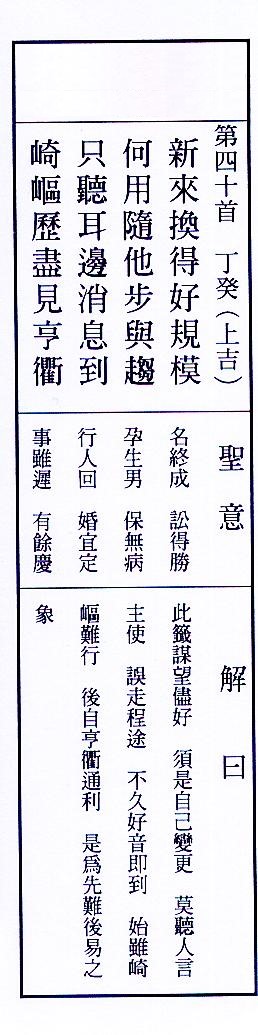 第四十首　丁癸（上吉）
新來換得好規模
何用隨他步與趨
只聽耳邊消息到
崎嶇歷盡見亨衢
聖意
名終成　訟得勝
孕生男　保無病
行人回　婚宜定
事雖遲　有餘慶
解曰
此籤謀望儘好　須是自己變更　莫聽人言
主使　誤走程途　不久好音即到　始雖崎
嶇難行　後自亨衢通利　是為先難後易之
象